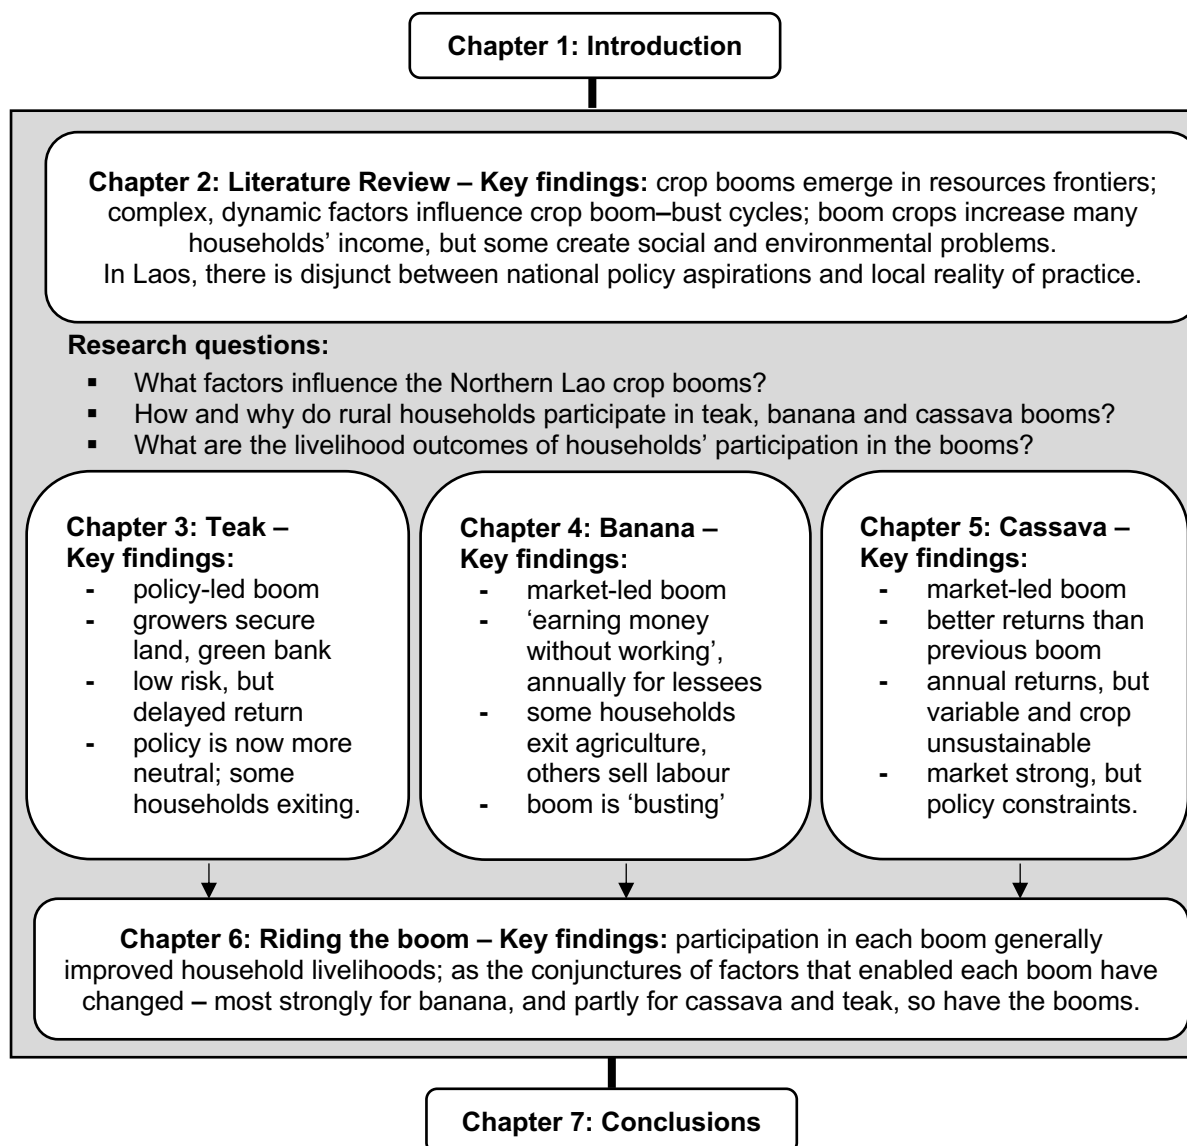 Chapter 1: Introduction
Chapter 2: Literature Review – Key findings: crop booms emerge in resources frontiers;
complex, dynamic factors influence crop boom–bust cycles; boom crops increase many
households’ income, but some create social and environmental problems.
In Laos, there is disjunct between national policy aspirations and local reality of practice.
Research questions:
▪ What factors influence the Northern Lao crop booms?
▪ How and why do rural households participate in teak, banana and cassava booms?
▪ What are the livelihood outcomes of households’ participation in the booms?
Chapter 3: Teak –
Key findings:
- policy-led boom
- growers secure
land, green bank
- low risk, but
delayed return
- policy is now more
neutral; some
households exiting.
Chapter 4: Banana –
Key findings:
- market-led boom
- ‘earning money
without working’,
annually for lessees
- some households
exit agriculture,
others sell labour
- boom is ‘busting’
Chapter 5: Cassava –
Key findings:
- market-led boom
- better returns than
previous boom
- annual returns, but
variable and crop
unsustainable
- market strong, but
policy constraints.
Chapter 6: Riding the boom – Key findings: participation in each boom generally
improved household livelihoods; as the conjunctures of factors that enabled each boom have
changed – most strongly for banana, and partly for cassava and teak, so have the booms.
Chapter 7: Conclusions